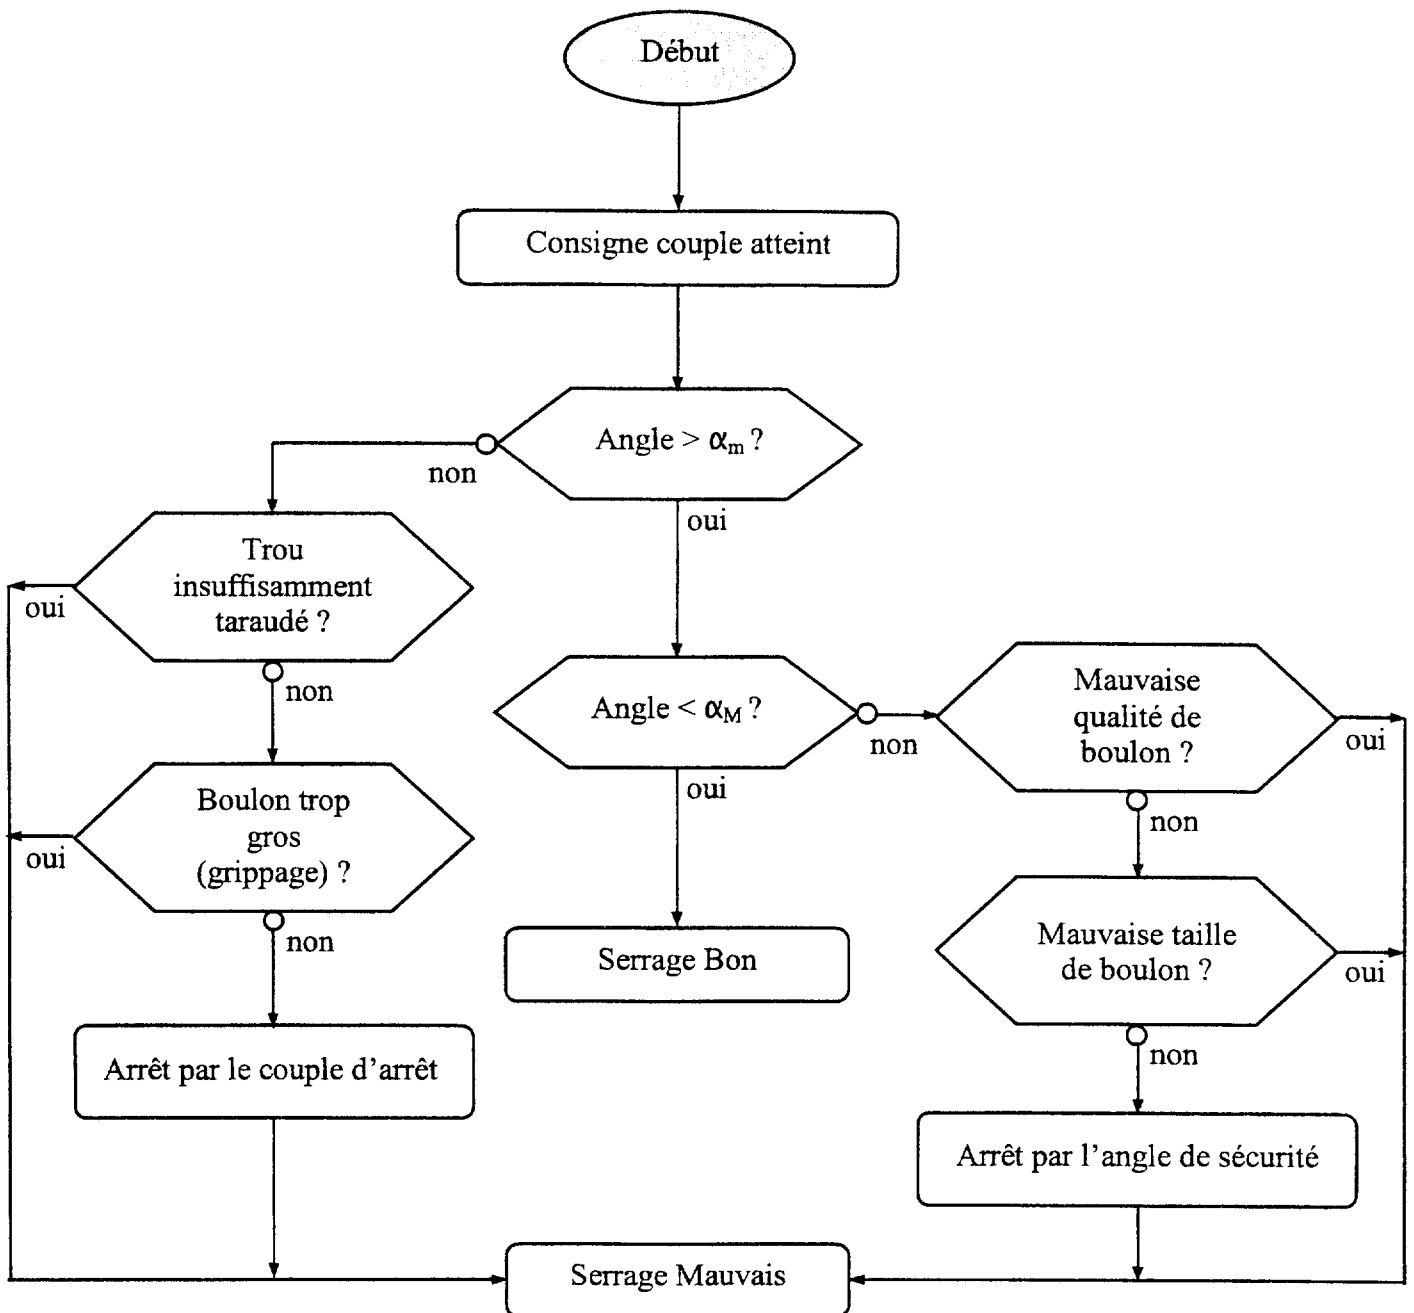 Début
Consigne couple atteint
Angle > αm ?
non
oui
Trou
insuffisamment
taraudé ?
oui
non
Angle < αM ?
non
oui
Mauvaise
qualité de
boulon ?
oui
non
Boulon trop
gros
(grippage) ?
oui
non
Serrage Bon
Mauvaise taille
de boulon ?
oui
non
Arrêt par le couple d’arrêt
Arrêt par l’angle de sécurité
Serrage Mauvais